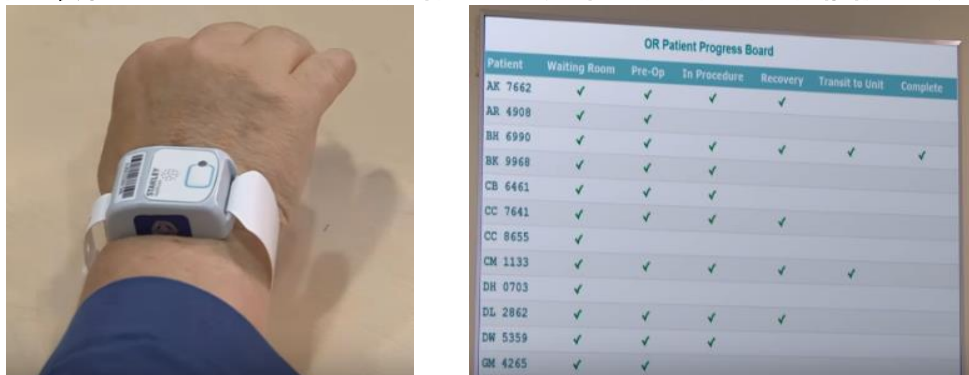 STANLEY
OR Patient Progress Board
Patient Waiting Room Pre-Op In Procedure Recovery Transit to Unit Complete
AK 7662 ✓ ✓ ✓ ✓
AR 4908 ✓ ✓
BH 6990 ✓ ✓ ✓ ✓ ✓ ✓
BK 9968 ✓ ✓ ✓
CB 6461 ✓ ✓ ✓
CC 7641 ✓ ✓ ✓ ✓
CC 8655 ✓
CM 1133 ✓ ✓ ✓ ✓ ✓
DH 0703 ✓
DL 2862 ✓ ✓ ✓ ✓
DW 5359 ✓ ✓ ✓
GM 4265 ✓ ✓